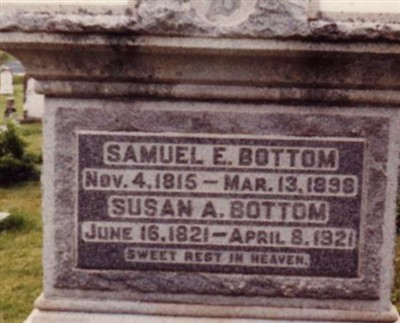 SAMUEL E. BOTTOM
NOV. 4, 1815 — MAR. 13, 1898
SUSAN A. BOTTOM
JUNE 16, 1821 — APRIL 8, 1921
SWEET REST IN HEAVEN.